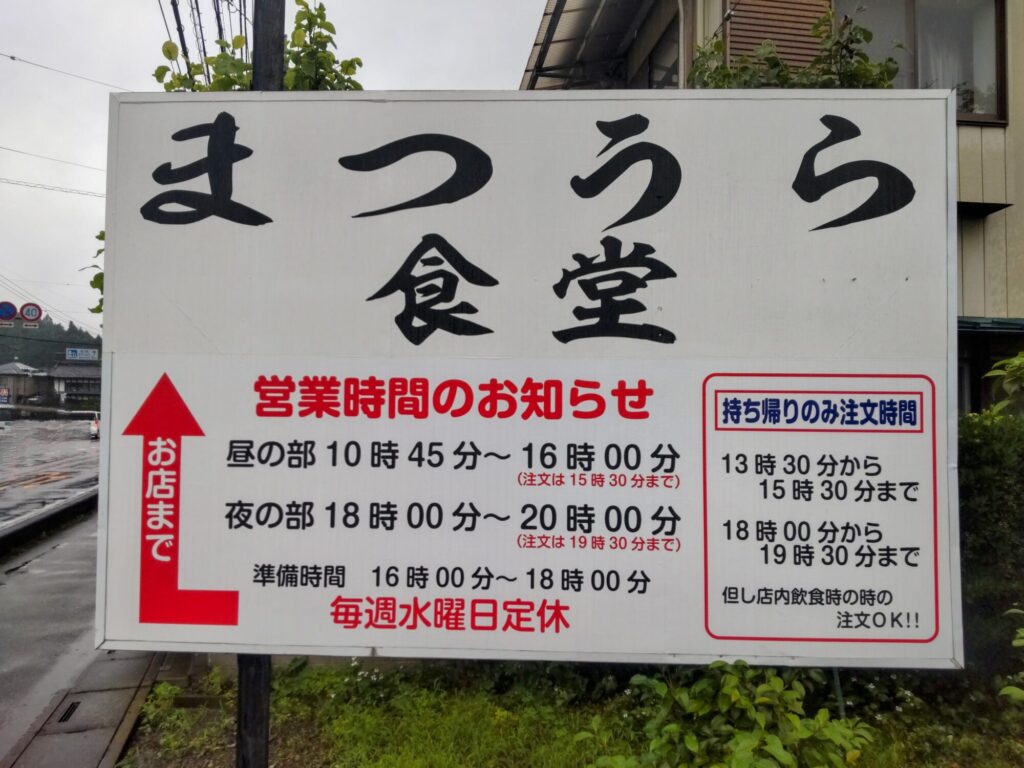 まつうら
食堂
営業時間のお知らせ
昼の部 10時45分～16時00分
(注文は15時30分まで)
夜の部 18時00分～20時00分
(注文は19時30分まで)
準備時間 16時00分～18時00分
毎週水曜日定休
お店まで
持ち帰りのみ注文時間
13時30分から
15時30分まで
18時00分から
19時30分まで
但し店内飲食時の時の
注文OK!!
40